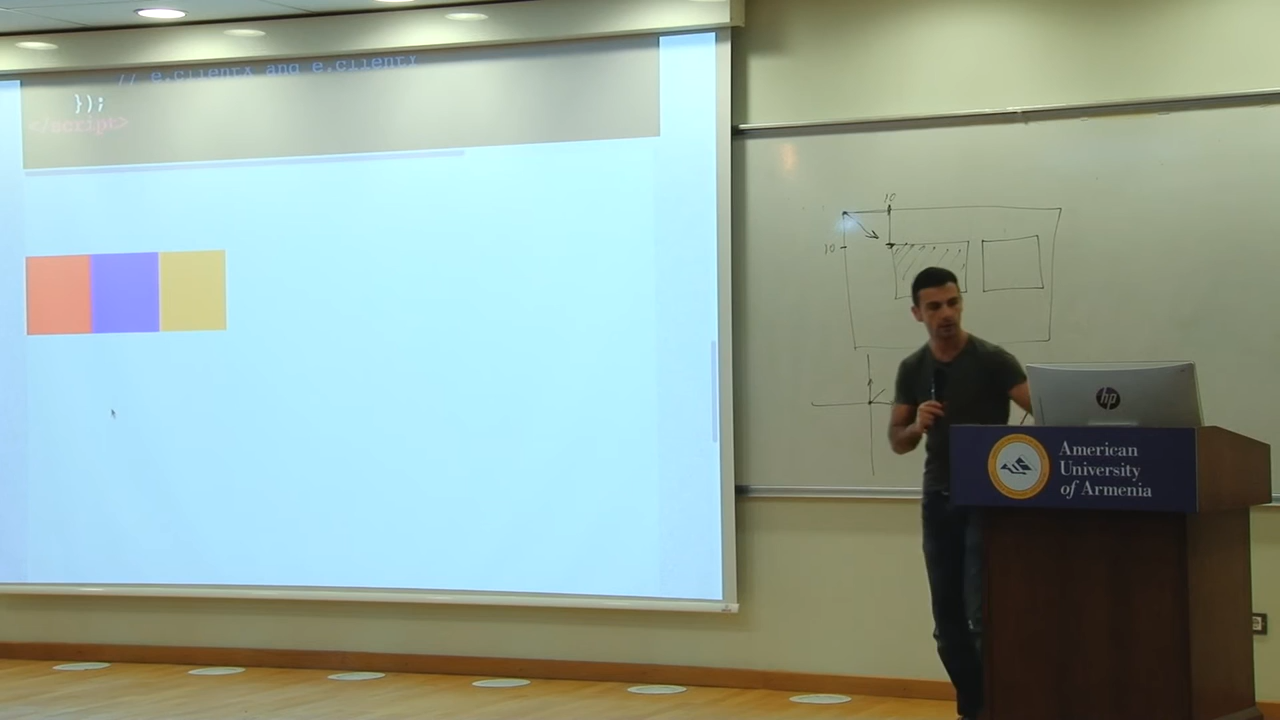 // e.clientX and e.clientY
});
</script>
10
10
hp
American
University
of Armenia